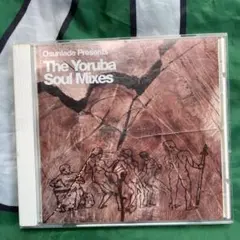 Osunlade Presents
The Yoruba
Soul Mixes